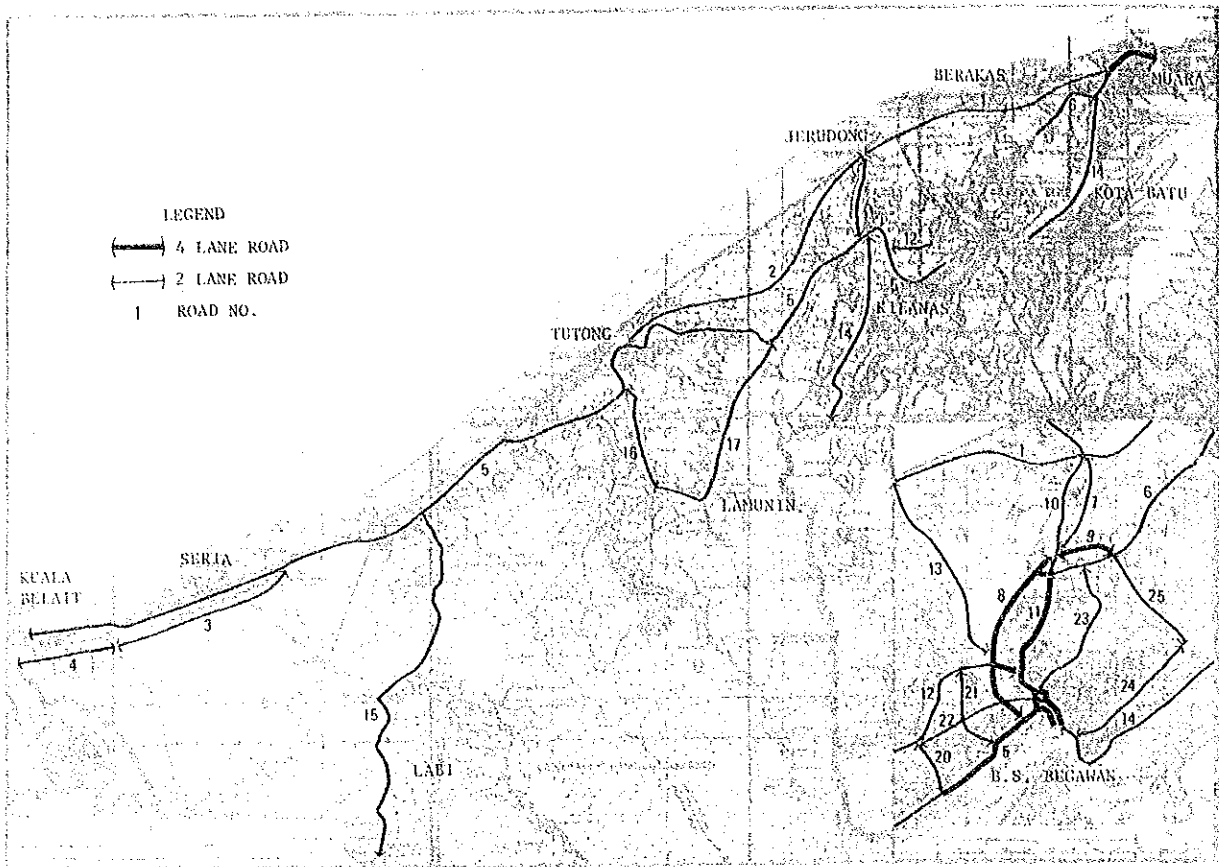 BERAKAS
MUARA
1
6
JERUDONG
14
KOTA BATU
LEGEND
4 LANE ROAD
2 LANE ROAD
1 ROAD NO.
12
2
5
KILANAS
14
TUTONG
16
17
5
LAMUNIN
1
10
7
6
9
SERIA
KUALA
BELAIT
13
8
11
23
25
3
4
12
21
24
22
14
15
20
5
B.S. BEGAWAN
LABI